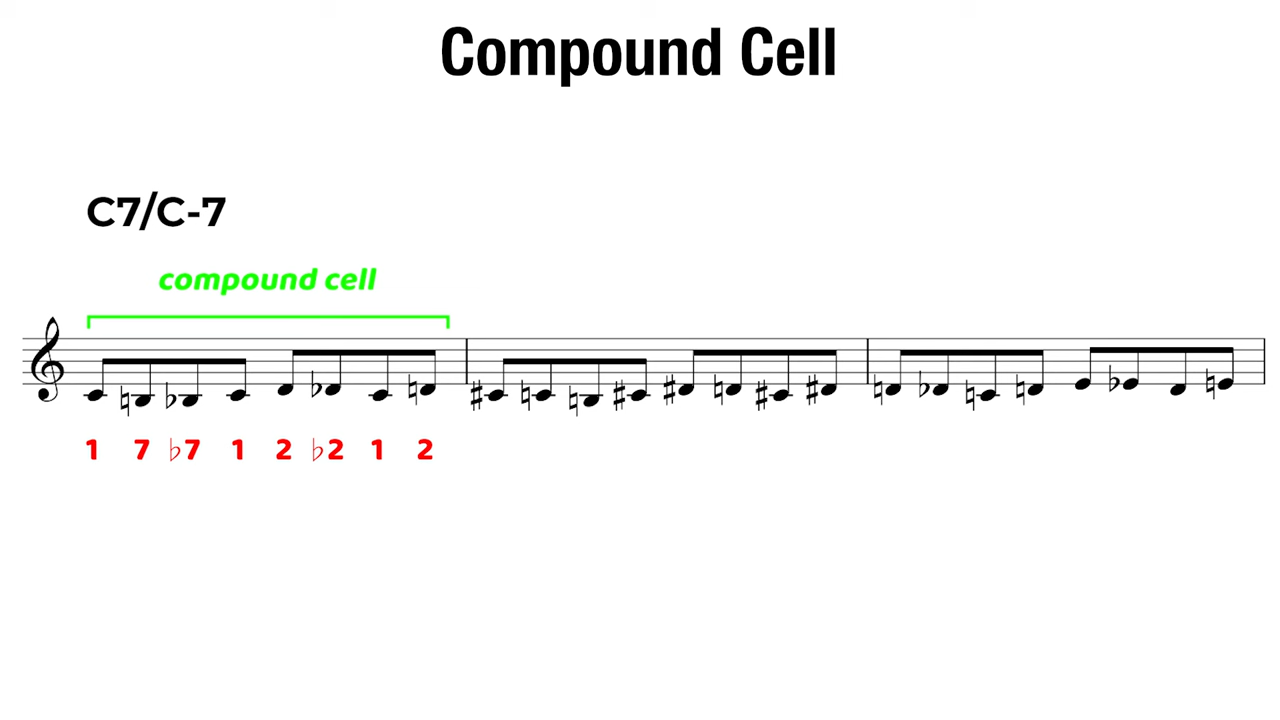 Compound Cell
C7/C-7
compound cell
1 7 ♭7 1 2 ♭2 1 2